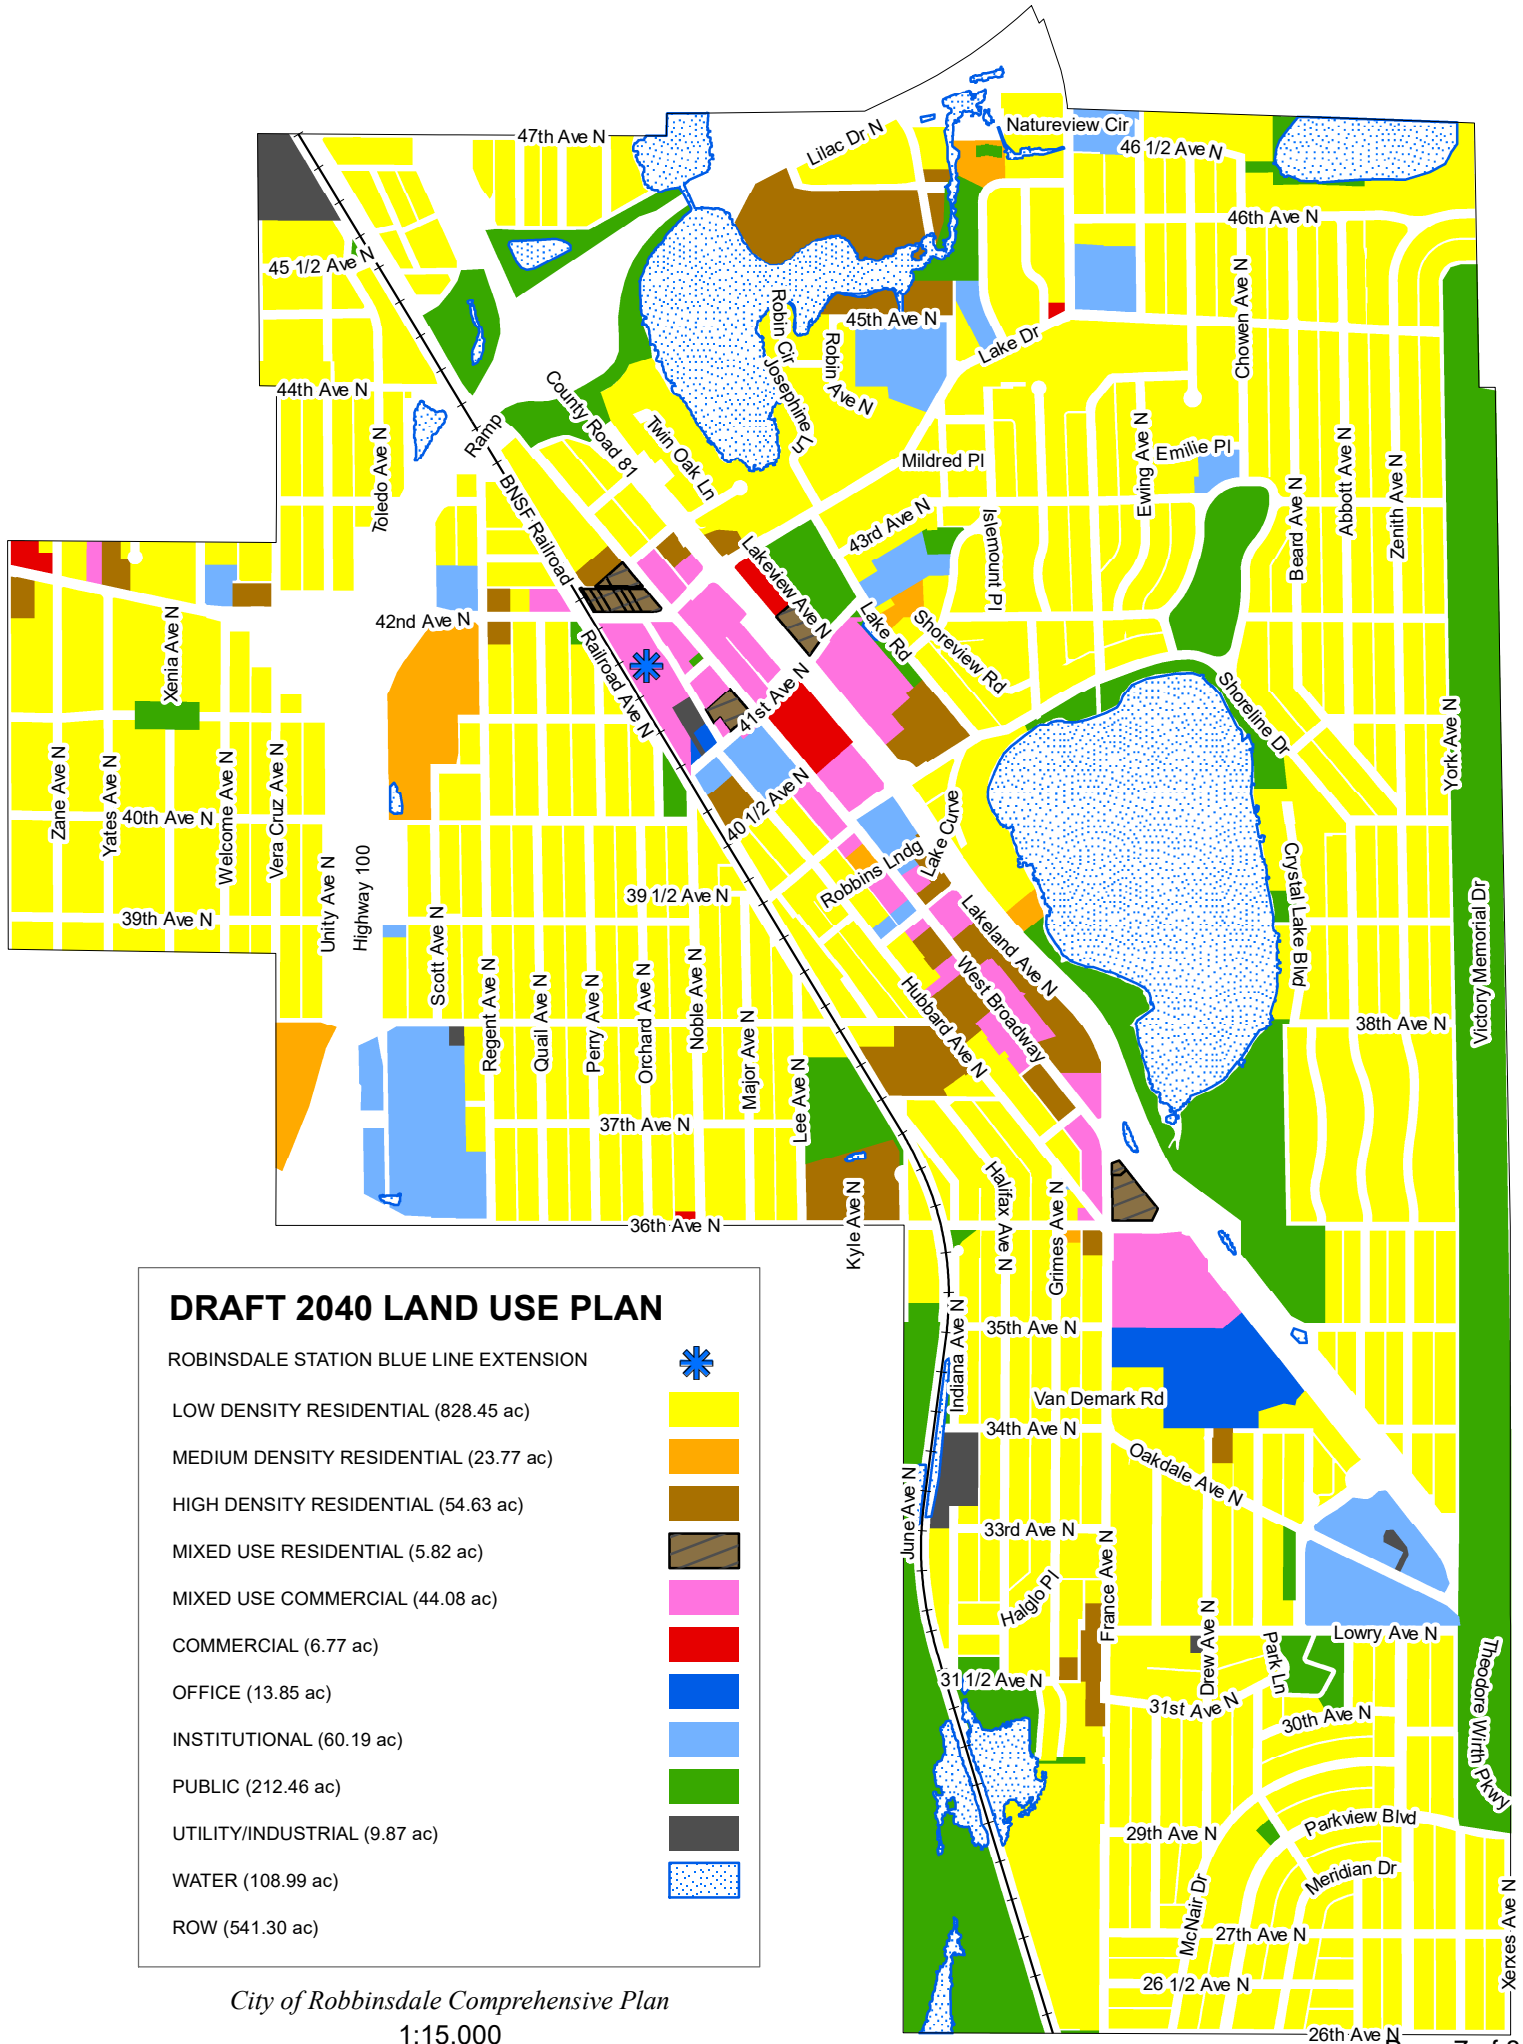 47th Ave N
Lilac Dr N
Natureview Cir
46 1/2 Ave N
46th Ave N
45 1/2 Ave N
Robin Cir
45th Ave N
Chowen Ave N
Lake Dr
Robin Ave N
Josephine Ln
44th Ave N
County Road 81
Ramp
Twin Oak Ln
Toledo Ave N
Mildred Pl
Ewing Ave N
Emilie Pl
Abbott Ave N
Zenith Ave N
Beard Ave N
BNSF Railroad
43rd Ave N
Islemount Pl
Lakeview Ave N
42nd Ave N
Lake Rd
Shoreview Rd
Xenia Ave N
Railroad Ave N
41st Ave N
Shoreline Dr
York Ave N
Zane Ave N
Yates Ave N
Welcome Ave N
Vera Cruz Ave N
40th Ave N
40 1/2 Ave N
Lake Curve
Robbins Lndg
Crystal Lake Blvd
Unity Ave N
Highway 100
39 1/2 Ave N
39th Ave N
Scott Ave N
Lakeland Ave N
Victory Memorial Dr
Regent Ave N
Quail Ave N
Perry Ave N
Orchard Ave N
Noble Ave N
Major Ave N
Lee Ave N
Hubbard Ave N
West Broadway
38th Ave N
37th Ave N
Kyle Ave N
Halifax Ave N
Grimes Ave N
36th Ave N
DRAFT 2040 LAND USE PLAN
ROBINSDALE STATION BLUE LINE EXTENSION
LOW DENSITY RESIDENTIAL (828.45 ac)
MEDIUM DENSITY RESIDENTIAL (23.77 ac)
HIGH DENSITY RESIDENTIAL (54.63 ac)
MIXED USE RESIDENTIAL (5.82 ac)
MIXED USE COMMERCIAL (44.08 ac)
COMMERCIAL (6.77 ac)
OFFICE (13.85 ac)
INSTITUTIONAL (60.19 ac)
PUBLIC (212.46 ac)
UTILITY/INDUSTRIAL (9.87 ac)
WATER (108.99 ac)
ROW (541.30 ac)
City of Robbinsdale Comprehensive Plan
1:15,000
Indiana Ave N
35th Ave N
Van Demark Rd
34th Ave N
Oakdale Ave N
June Ave N
33rd Ave N
France Ave N
Halglo Pl
Drew Ave N
Park Ln
Lowry Ave N
31 1/2 Ave N
31st Ave N
30th Ave N
Theodore Wirth Pkwy
29th Ave N
Parkview Blvd
Meridian Dr
McNair Dr
27th Ave N
Xerxes Ave N
26 1/2 Ave N
26th Ave N